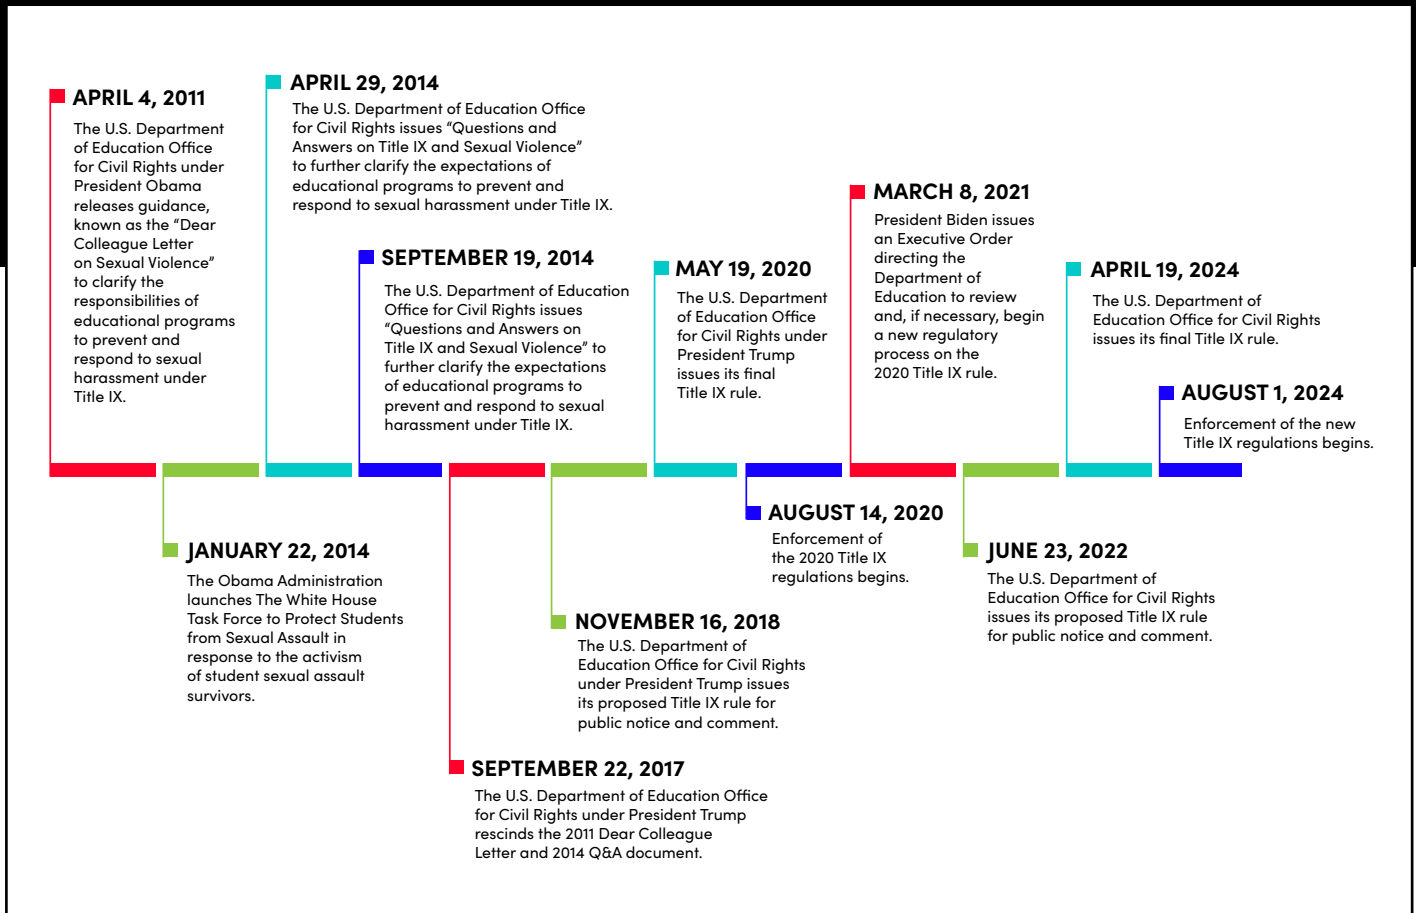 APRIL 4, 2011
The U.S. Department
of Education Office
for Civil Rights under
President Obama
releases guidance,
known as the “Dear
Colleague Letter
on Sexual Violence”
to clarify the
responsibilities of
educational programs
to prevent and
respond to sexual
harassment under
Title IX.
JANUARY 22, 2014
The Obama Administration
launches The White House
Task Force to Protect Students
from Sexual Assault in
response to the activism
of student sexual assault
survivors.
APRIL 29, 2014
The U.S. Department of Education Office
for Civil Rights issues “Questions and
Answers on Title IX and Sexual Violence”
to further clarify the expectations of
educational programs to prevent and
respond to sexual harassment under Title IX.
SEPTEMBER 19, 2014
The U.S. Department of Education
Office for Civil Rights issues
“Questions and Answers on
Title IX and Sexual Violence” to
further clarify the expectations
of educational programs to
prevent and respond to sexual
harassment under Title IX.
SEPTEMBER 22, 2017
The U.S. Department of Education Office
for Civil Rights under President Trump
rescinds the 2011 Dear Colleague
Letter and 2014 Q&A document.
NOVEMBER 16, 2018
The U.S. Department of
Education Office for Civil Rights
under President Trump issues
its proposed Title IX rule for
public notice and comment.
MAY 19, 2020
The U.S. Department
of Education Office
for Civil Rights under
President Trump
issues its final
Title IX rule.
AUGUST 14, 2020
Enforcement of
the 2020 Title IX
regulations begins.
MARCH 8, 2021
President Biden issues
an Executive Order
directing the
Department of
Education to review
and, if necessary, begin
a new regulatory
process on the
2020 Title IX rule.
JUNE 23, 2022
The U.S. Department of
Education Office for Civil Rights
issues its proposed Title IX rule
for public notice and comment.
APRIL 19, 2024
The U.S. Department of
Education Office for Civil Rights
issues its final Title IX rule.
AUGUST 1, 2024
Enforcement of the new
Title IX regulations begins.